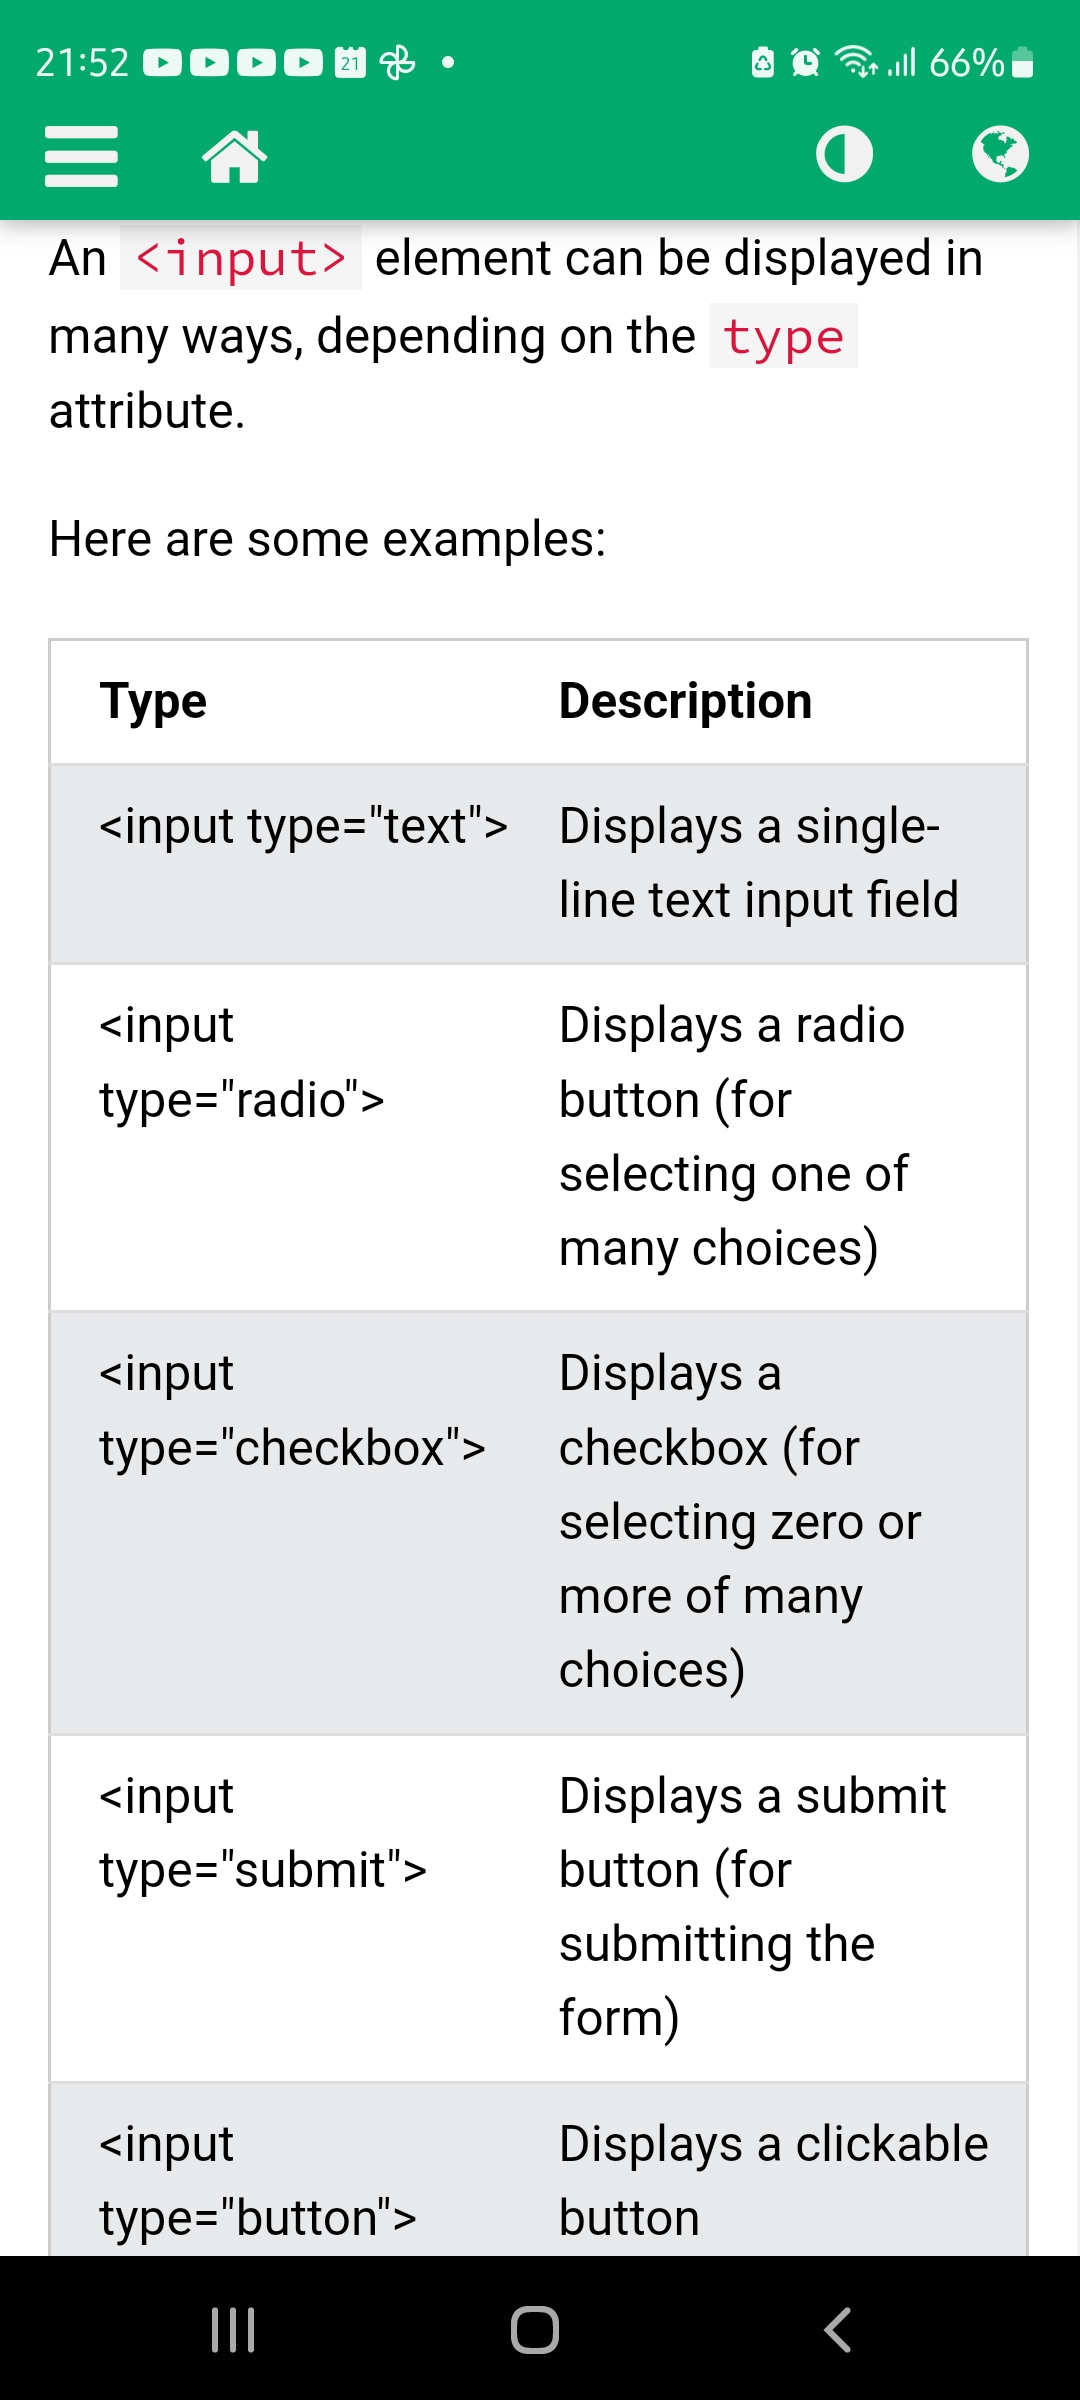 21:52 21 66%
An <input> element can be displayed in
many ways, depending on the type
attribute.
Here are some examples:
Type Description
<input type="text"> Displays a single-
line text input field
<input Displays a radio
type="radio"> button (for
selecting one of
many choices)
<input Displays a
type="checkbox"> checkbox (for
selecting zero or
more of many
choices)
<input Displays a submit
type="submit"> button (for
submitting the
form)
<input Displays a clickable
type="button"> button